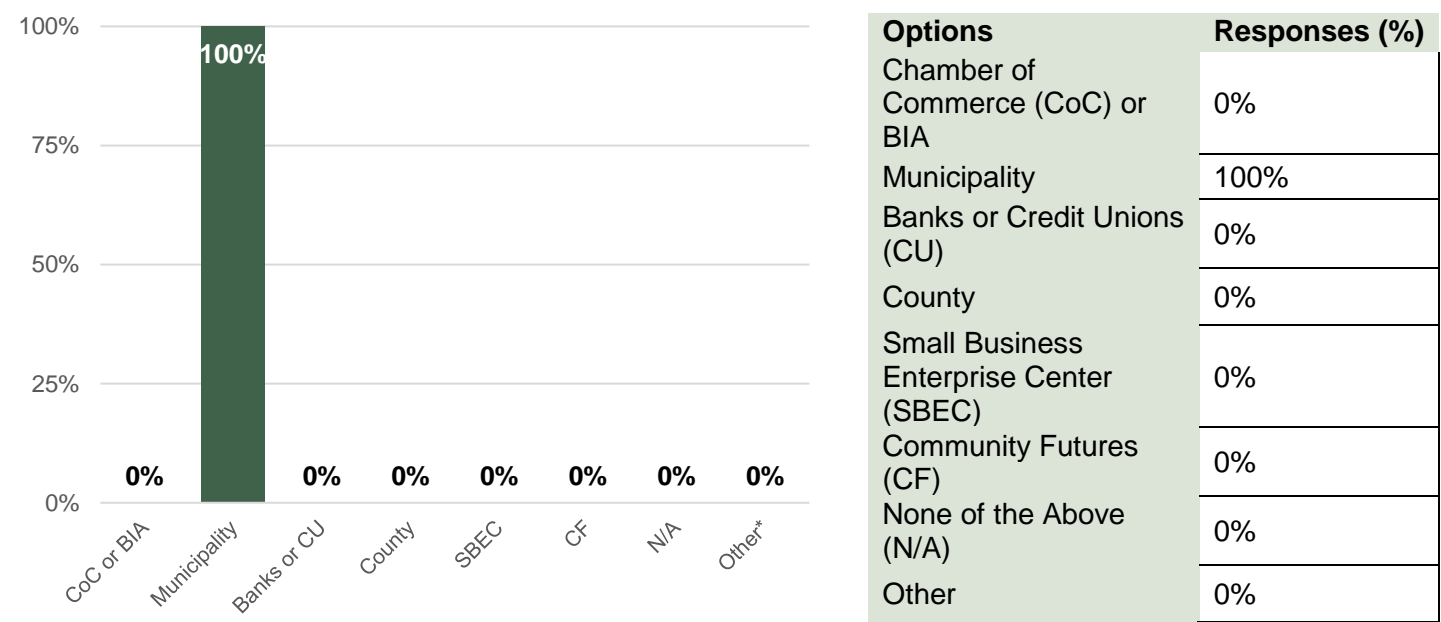 100%
100%
75%
50%
25%
0% 0% 0% 0% 0% 0% 0%
0%
CoC or BIA
Municipality
Banks or CU
County
SBEC
CF
N/A
Other*
Options Responses (%)
Chamber of
Commerce (CoC) or
BIA
0%
Municipality 100%
Banks or Credit Unions
(CU)
0%
County 0%
Small Business
Enterprise Center
(SBEC)
0%
Community Futures
(CF)
0%
None of the Above
(N/A)
0%
Other 0%